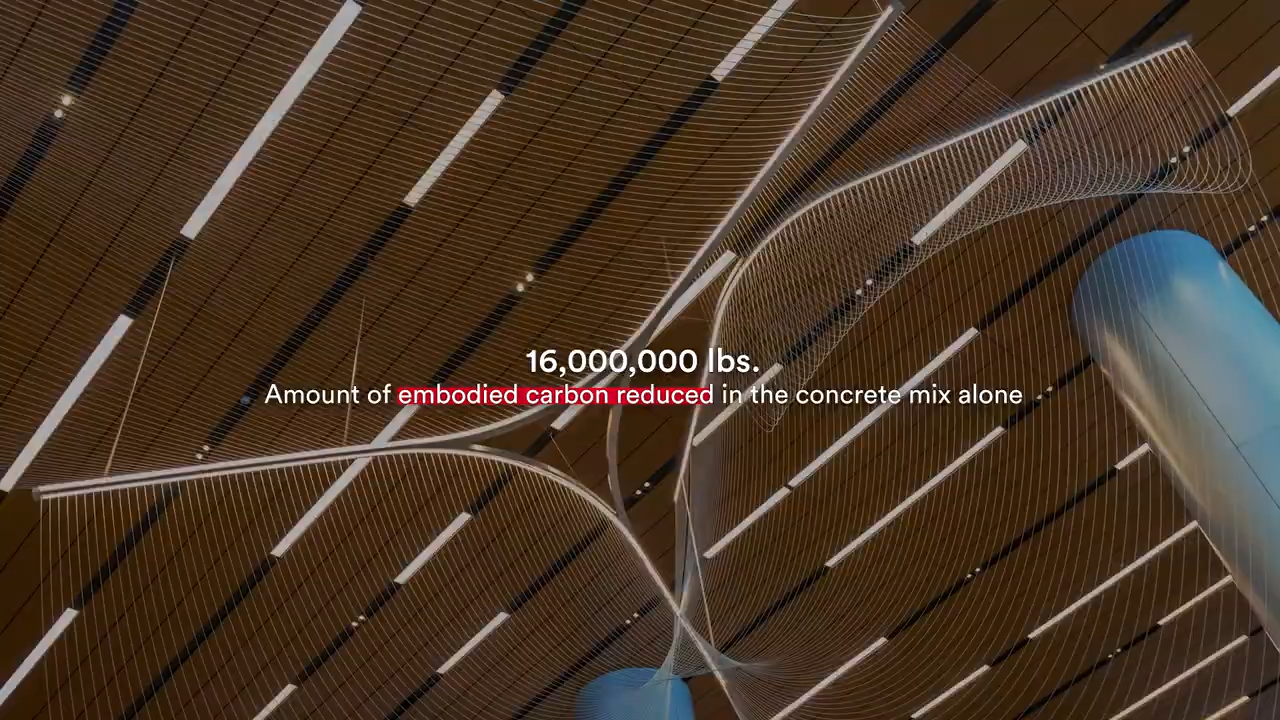 16,000,000 lbs.
Amount of embodied carbon reduced in the concrete mix alone